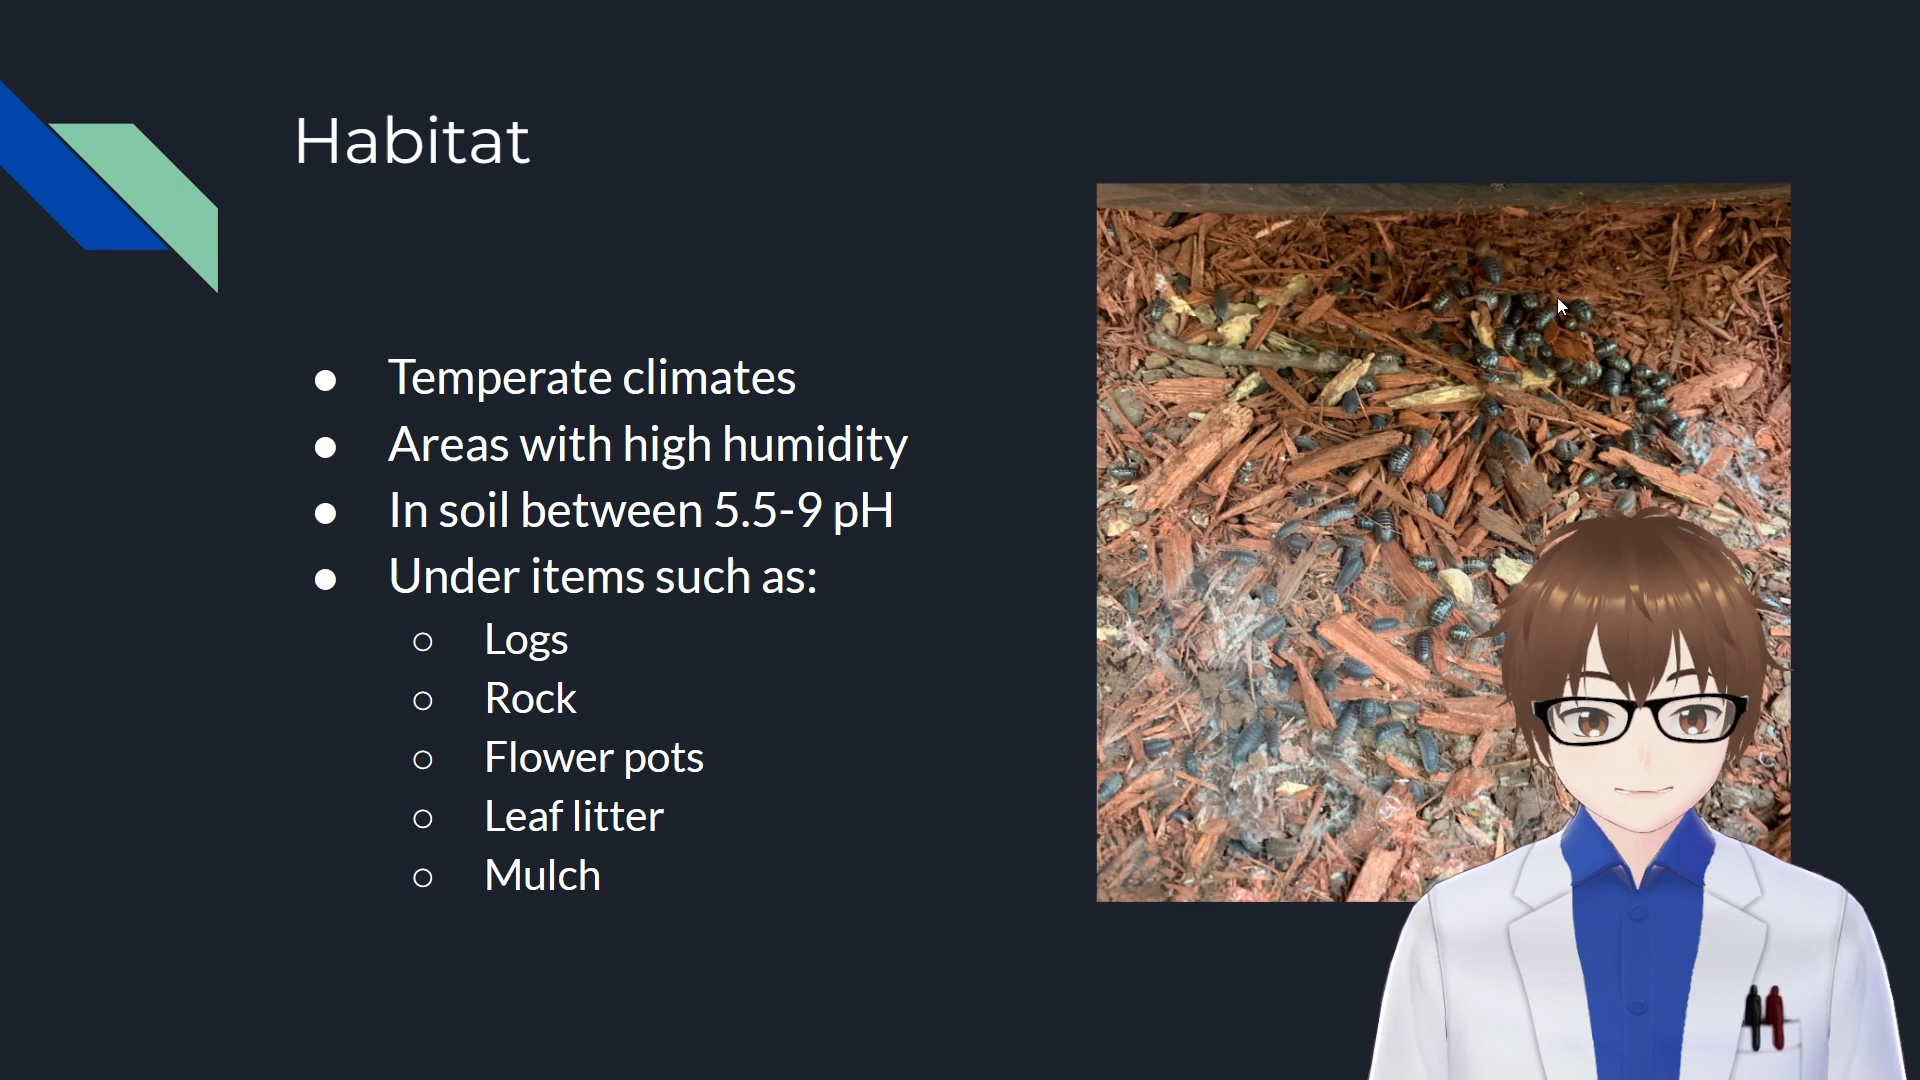 Habitat
● Temperate climates
● Areas with high humidity
● In soil between 5.5-9 pH
● Under items such as:
○ Logs
○ Rock
○ Flower pots
○ Leaf litter
○ Mulch